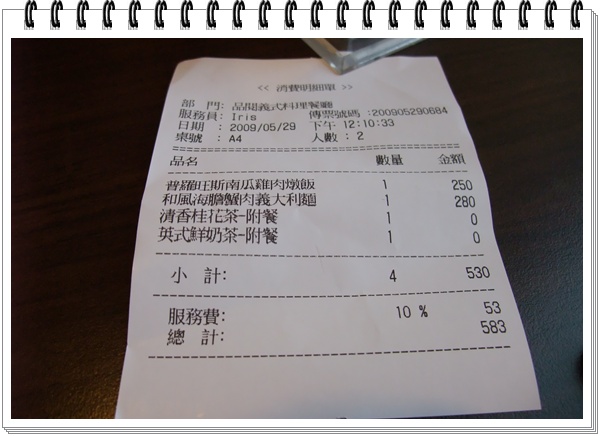 << 消費明細單 >>
部 門: 品閱義式料理餐廳
服務員: Iris 傳票號碼 :200905290684
日期 : 2009/05/29 下午 12:10:33
桌號 : A4 人數 : 2
品名 數量 金額
普羅旺斯南瓜雞肉燉飯 1 250
和風海膽蟹肉義大利麵 1 280
清香桂花茶-附餐 1 0
英式鮮奶茶-附餐 1 0
小 計: 4 530
服務費: 10 % 53
總 計: 583